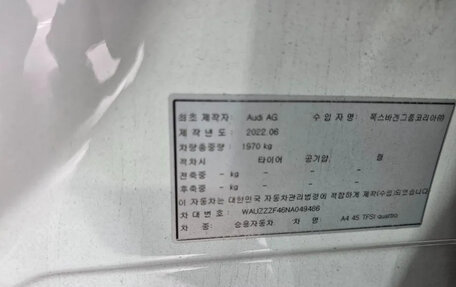 최초 제작자: Audi AG 수 입 자 명: 폭스바겐그룹코리아㈜
제 작 년 도 : 2022.06
차량총중량 : 1970 kg
적차시 타이어 공기압 림
전축중 - kg
후축중 - kg
이 자동차는 대한민국 자동차관리법령에 적합하게 제작(수입)되었습니다
차 대 번 호 : WAUZZZF46NA049466
차 종: 승용자동차 차 명 A4 45 TFSI quattro